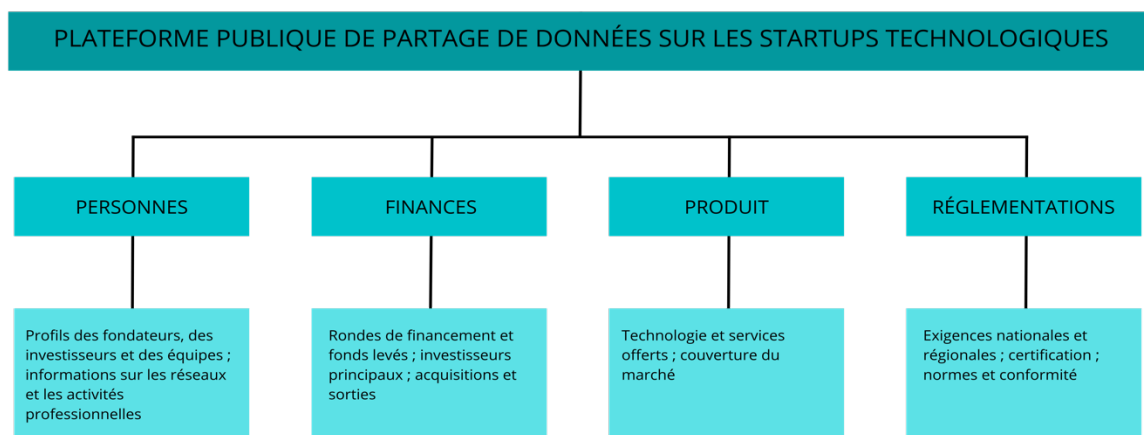 PLATEFORME PUBLIQUE DE PARTAGE DE DONNÉES SUR LES STARTUPS TECHNOLOGIQUES
PERSONNES
FINANCES
PRODUIT
RÉGLEMENTATIONS
Profils des fondateurs, des
investisseurs et des équipes ;
informations sur les réseaux
et les activités
professionnelles
Rondes de financement et
fonds levés ; investisseurs
principaux ; acquisitions et
sorties
Technologie et services
offerts ; couverture du
marché
Exigences nationales et
régionales ; certification ;
normes et conformité